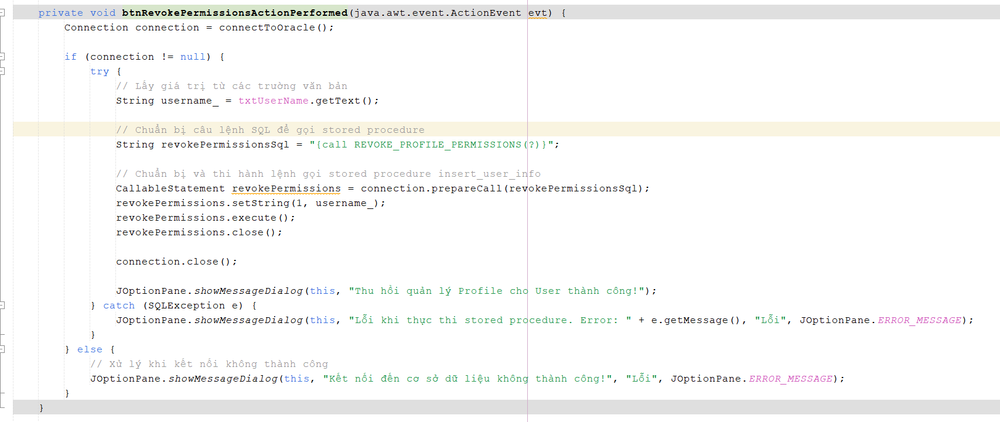 private void btnRevokePermissionsActionPerformed(java.awt.event.ActionEvent evt) {
Connection connection = connectToOracle();
if (connection != null) {
try {
// Lấy giá trị từ các trường văn bản
String username_ = txtUserName.getText();
// Chuẩn bị câu lệnh SQL để gọi stored procedure
String revokePermissionsSql = "{call REVOKE_PROFILE_PERMISSIONS(?)}";
// Chuẩn bị và thi hành lệnh gọi stored procedure insert_user_info
CallableStatement revokePermissions = connection.prepareCall(revokePermissionsSql);
revokePermissions.setString(1, username_);
revokePermissions.execute();
revokePermissions.close();
connection.close();
JOptionPane.showMessageDialog(this, "Thu hồi quản lý Profile cho User thành công!");
} catch (SQLException e) {
JOptionPane.showMessageDialog(this, "Lỗi khi thực thi stored procedure. Error: " + e.getMessage(), "Lỗi", JOptionPane.ERROR_MESSAGE);
}
} else {
// Xử lý khi kết nối không thành công
JOptionPane.showMessageDialog(this, "Kết nối đến cơ sở dữ liệu không thành công!", "Lỗi", JOptionPane.ERROR_MESSAGE);
}
}